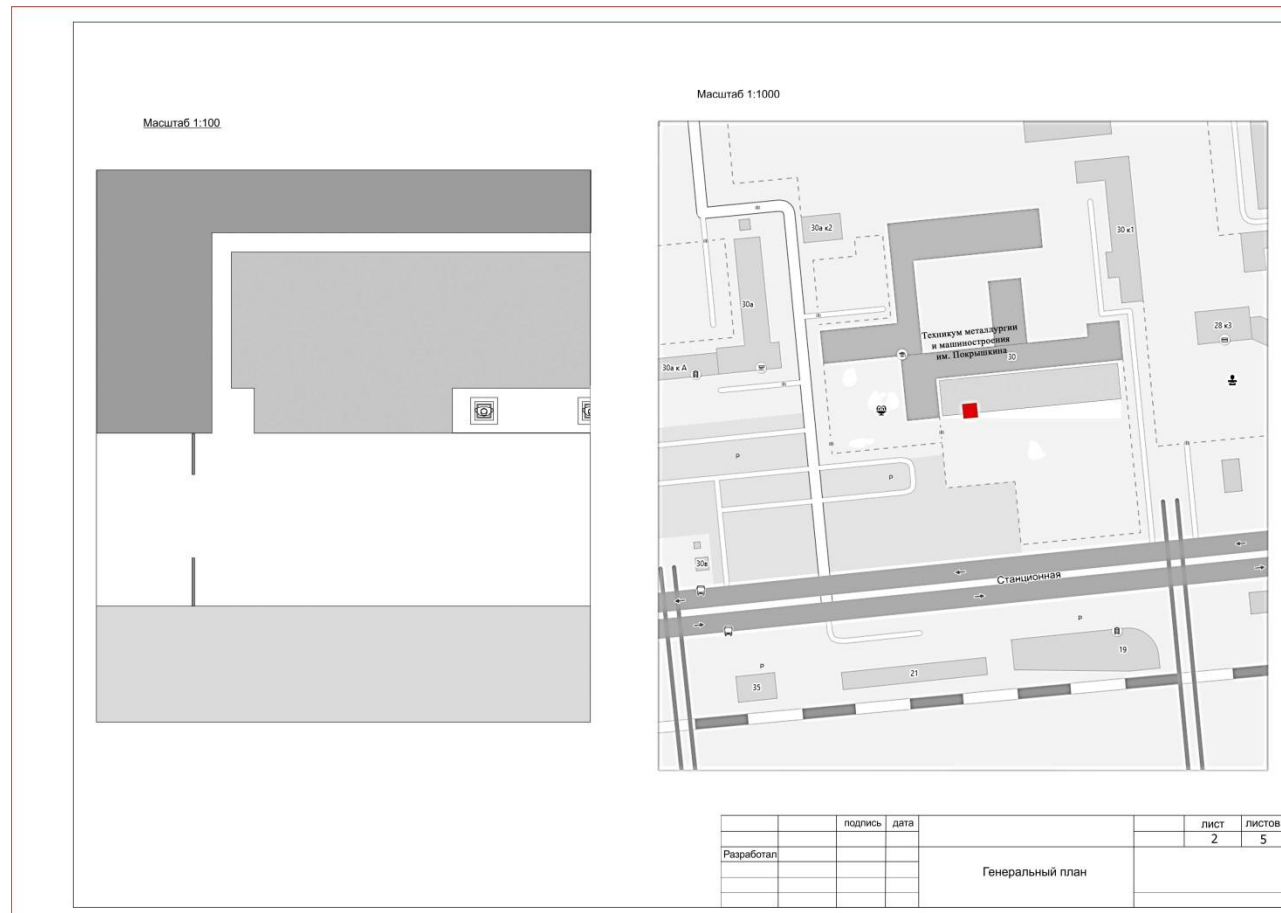 Масштаб 1:1000
Масштаб 1:100
30а к2
30 к1
30а
28 к3
Техникум металлургии
и машиностроения
им. Покрышкина
30
30а к А
P
P
30в
Станционная
P
P
19
21
35
подпись дата
лист листов
2 5
Разработал
Генеральный план